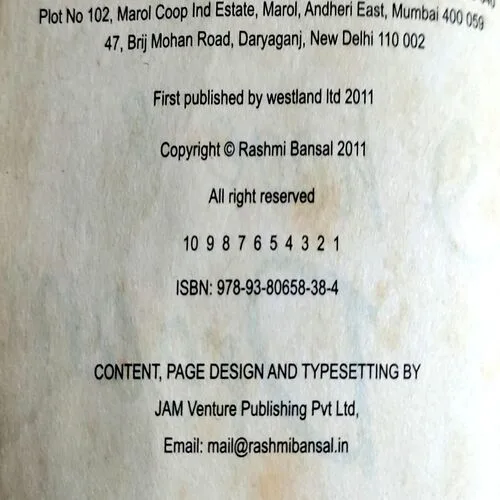 Plot No 102, Marol Coop Ind Estate, Marol, Andheri East, Mumbai 400 059
47, Brij Mohan Road, Daryaganj, New Delhi 110 002
First published by westland ltd 2011
Copyright © Rashmi Bansal 2011
All right reserved
10 9 8 7 6 5 4 3 2 1
ISBN: 978-93-80658-38-4
CONTENT, PAGE DESIGN AND TYPESETTING BY
JAM Venture Publishing Pvt Ltd,
Email: mail@rashmibansal.in